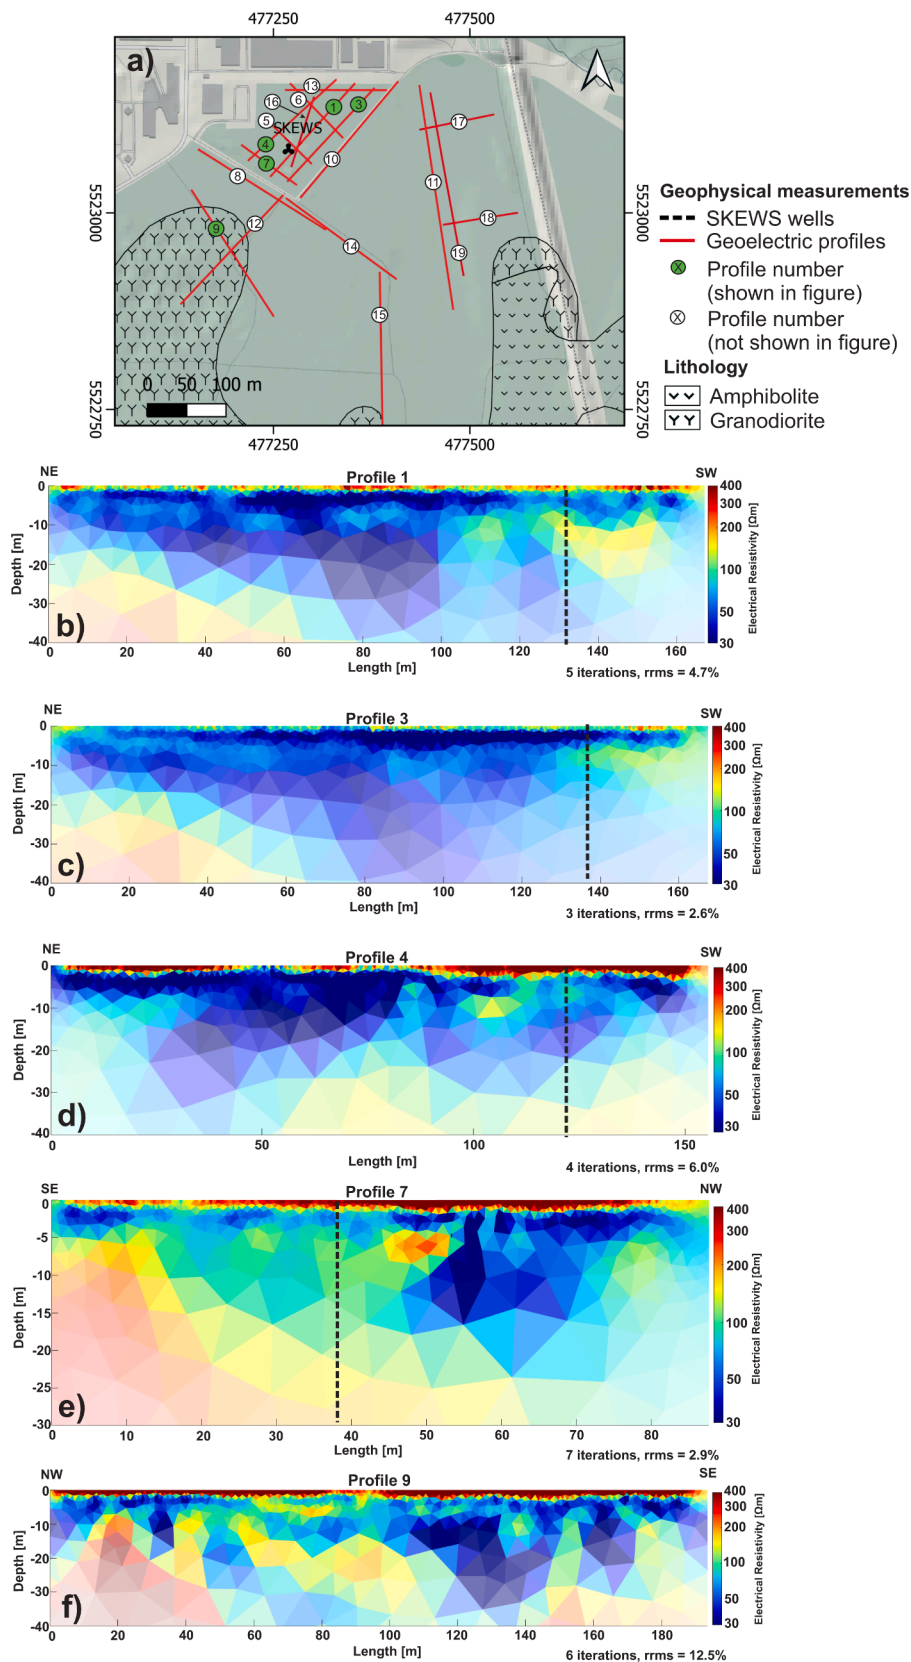 477250 477500
a)
13
6
16
1
3
5
SKEWS
17
4
10
7
8
11
9
12
18
14
19
15
5523000
5523000
5522750
5522750
0 50 100 m
477250 477500
Geophysical measurements
SKEWS wells
Geoelectric profiles
X Profile number
(shown in figure)
X Profile number
(not shown in figure)
Lithology
Amphibolite
Granodiorite
NE Profile 1 SW
0
-10
-20
-30
-40
Depth [m]
b)
0 20 40 60 80 100 120 140 160
Length [m]
400
300
200
100
50
30
Electrical Resistivity [Ωm]
5 iterations, rrms = 4.7%
NE Profile 3 SW
0
-10
-20
-30
-40
Depth [m]
c)
0 20 40 60 80 100 120 140 160
Length [m]
400
300
200
100
50
30
Electrical Resistivity [Ωm]
3 iterations, rrms = 2.6%
NE Profile 4 SW
0
-10
-20
-30
-40
Depth [m]
d)
0 50 100 150
Length [m]
400
300
200
100
50
30
Electrical Resistivity [Ωm]
4 iterations, rrms = 6.0%
SE Profile 7 NW
0
-5
-10
-15
-20
-25
-30
Depth [m]
e)
0 10 20 30 40 50 60 70 80
Length [m]
400
300
200
100
50
30
Electrical Resistivity [Ωm]
7 iterations, rrms = 2.9%
NW Profile 9 SE
0
-10
-20
-30
-40
Depth [m]
f)
0 20 40 60 80 100 120 140 160 180
Length [m]
400
300
200
100
50
30
Electrical Resistivity [Ωm]
6 iterations, rrms = 12.5%